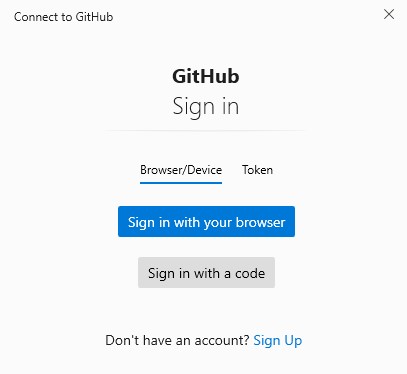 Connect to GitHub
GitHub
Sign in
Browser/Device Token
Sign in with your browser
Sign in with a code
Don't have an account? Sign Up